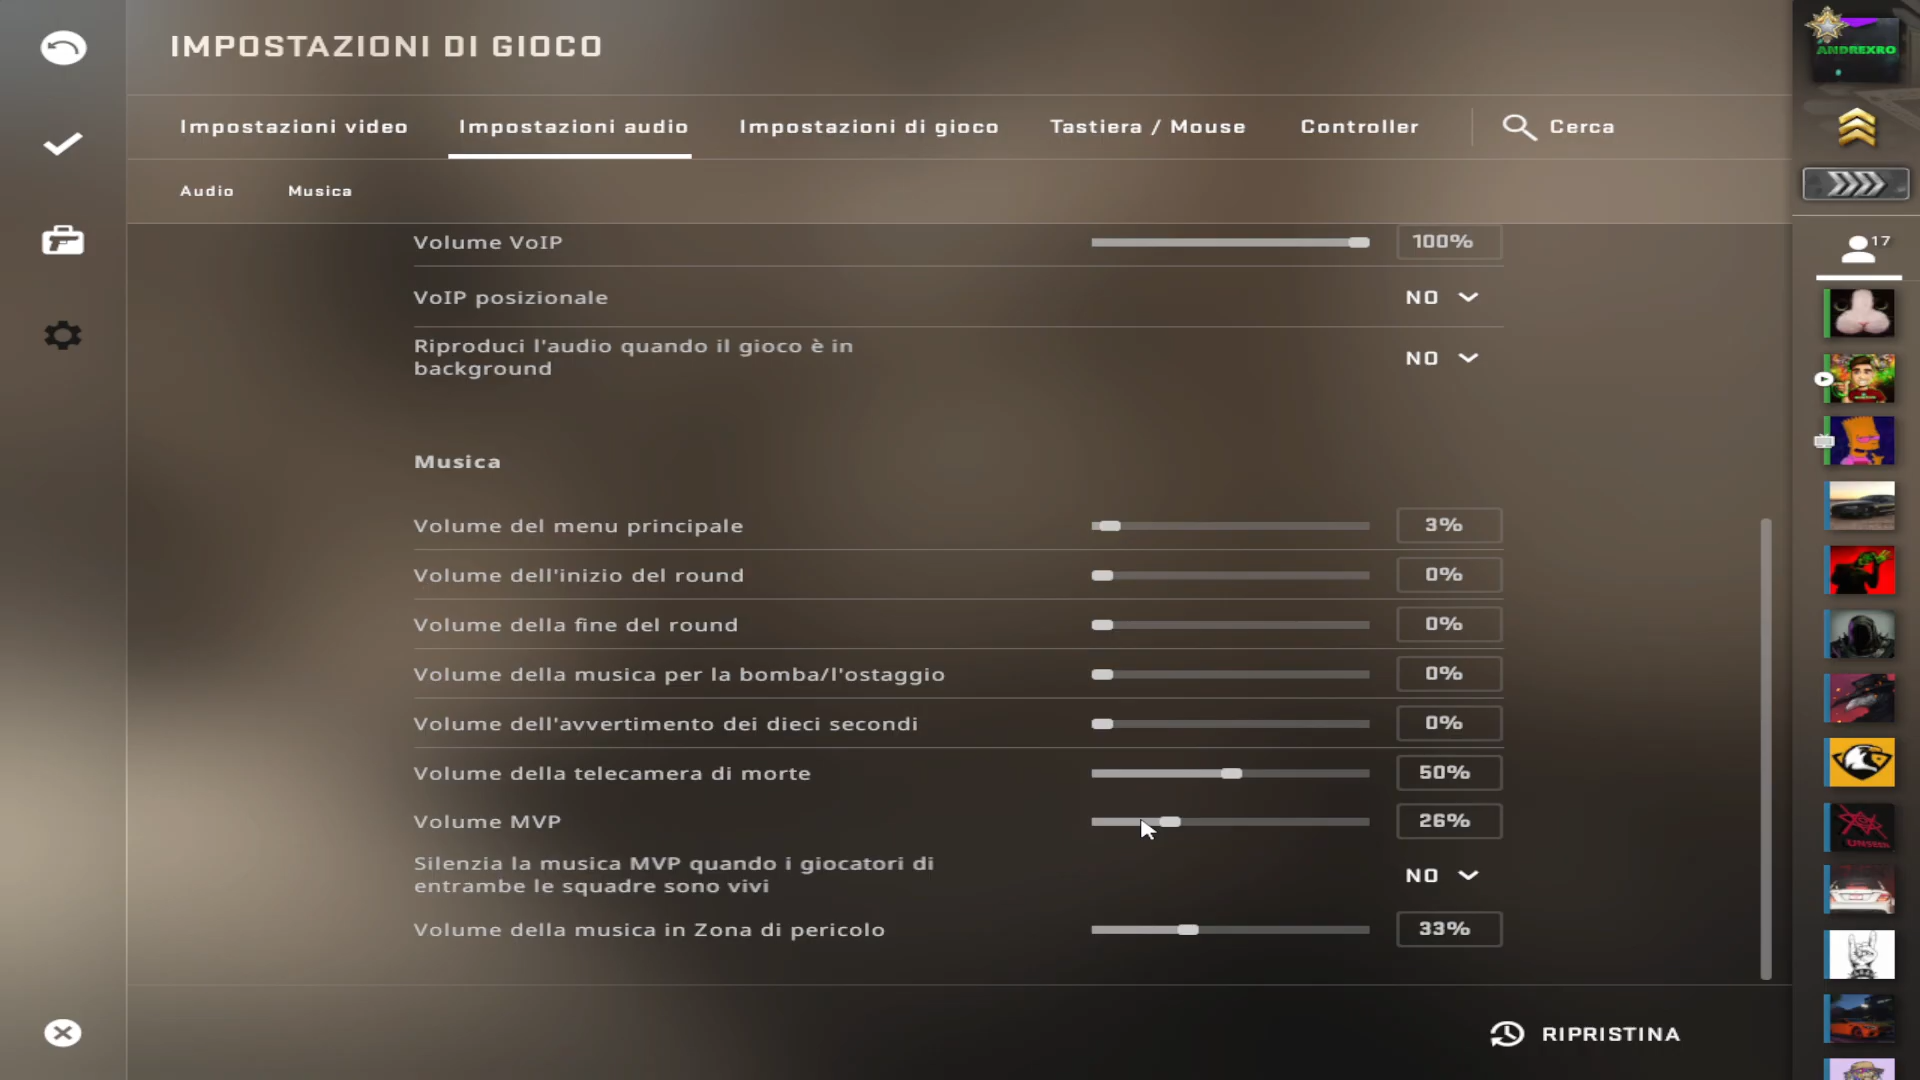 IMPOSTAZIONI DI GIOCO
ANDREXRO
Impostazioni video
Impostazioni audio
Impostazioni di gioco
Tastiera / Mouse
Controller
Cerca
Audio
Musica
17
Volume VoIP
100%
VoIP posizionale
NO
Riproduci l'audio quando il gioco è in
background
NO
Musica
Volume del menu principale
3%
Volume dell'inizio del round
0%
Volume della fine del round
0%
Volume della musica per la bomba/l'ostaggio
0%
Volume dell'avvertimento dei dieci secondi
0%
Volume della telecamera di morte
50%
Volume MVP
26%
UNSEEN
Silenzia la musica MVP quando i giocatori di
entrambe le squadre sono vivi
NO
Volume della musica in Zona di pericolo
33%
RIPRISTINA